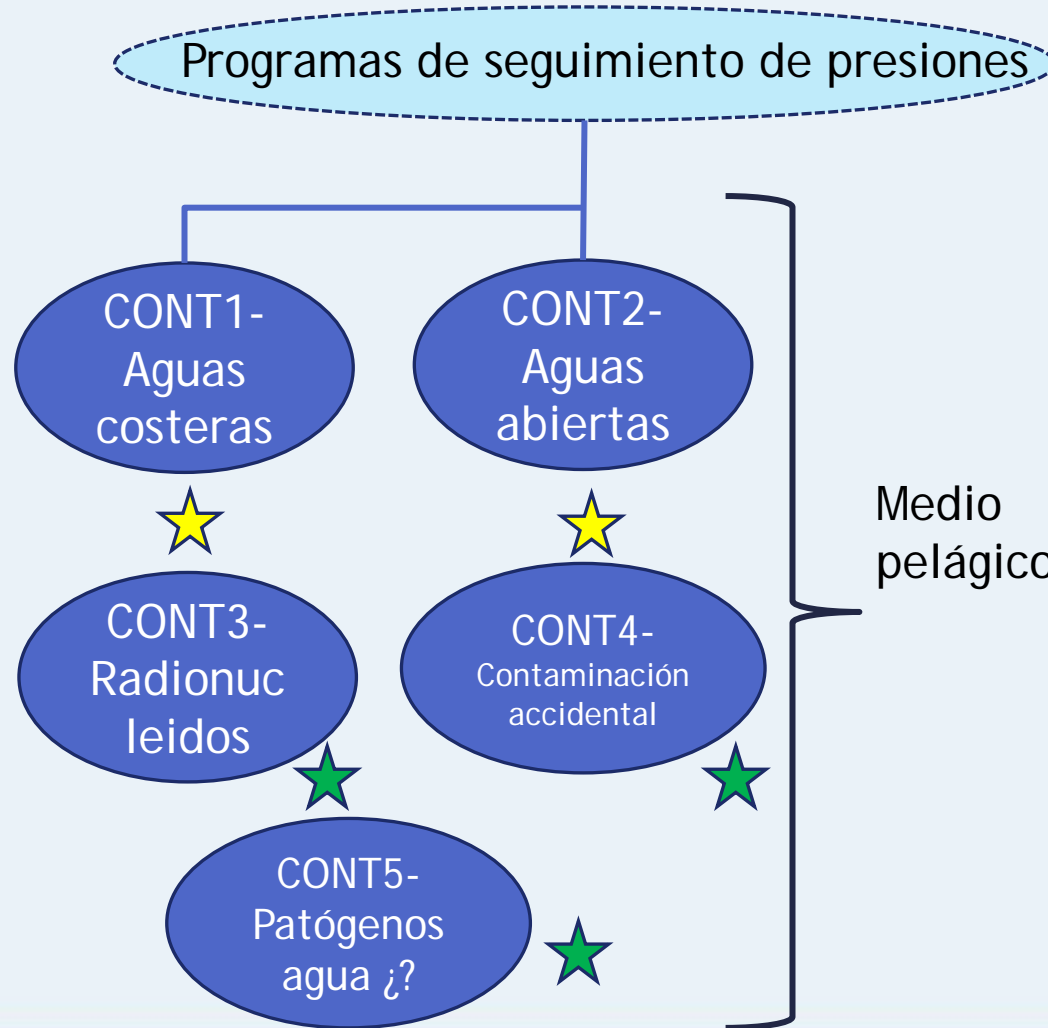 Programas de seguimiento de presiones
CONT1-
Aguas
costeras
CONT2-
Aguas
abiertas
Medio
pelágico
CONT3-
Radionuc
leidos
CONT4-
Contaminación
accidental
CONT5-
Patógenos
agua ¿?